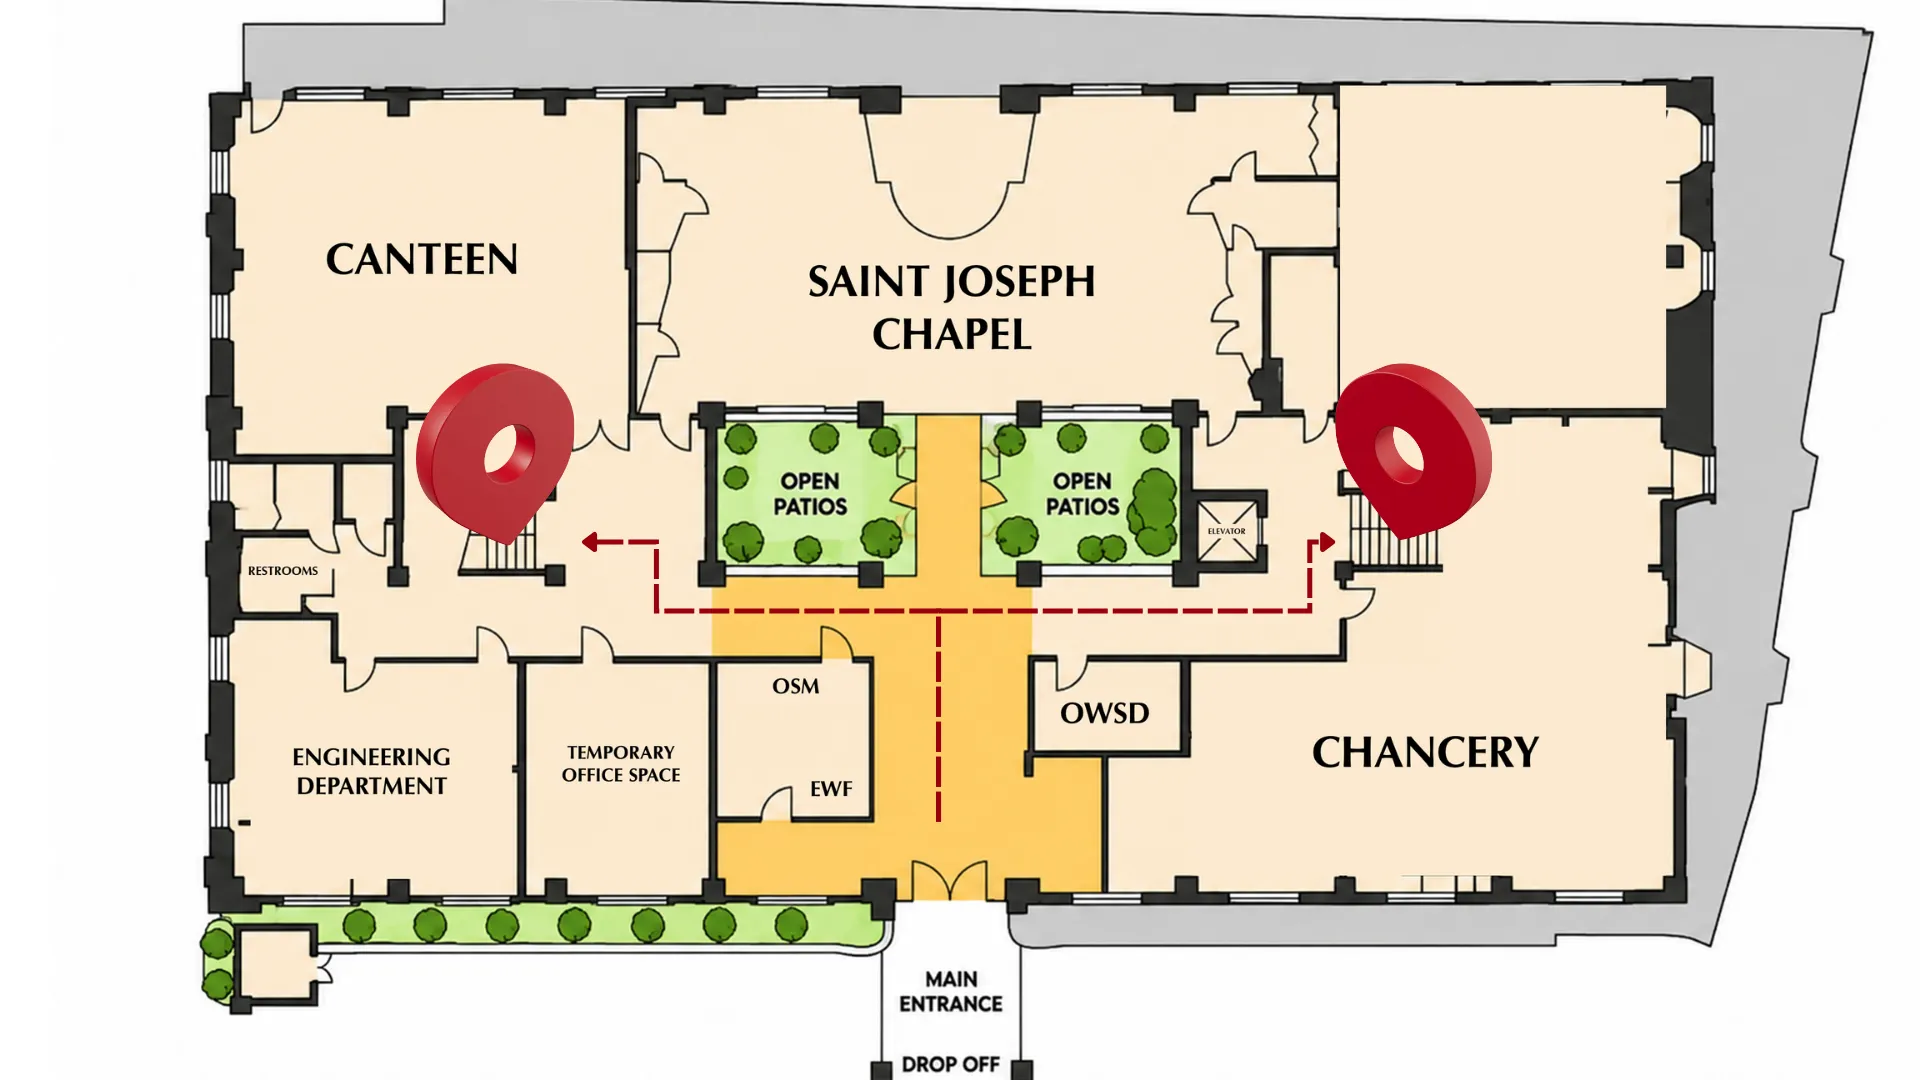 CANTEEN
SAINT JOSEPH
CHAPEL
OPEN
PATIOS
OPEN
PATIOS
ELEVATOR
RESTROOMS
OSM
EWF
OWSD
ENGINEERING
DEPARTMENT
TEMPORARY
OFFICE SPACE
CHANCERY
MAIN
ENTRANCE
DROP OFF